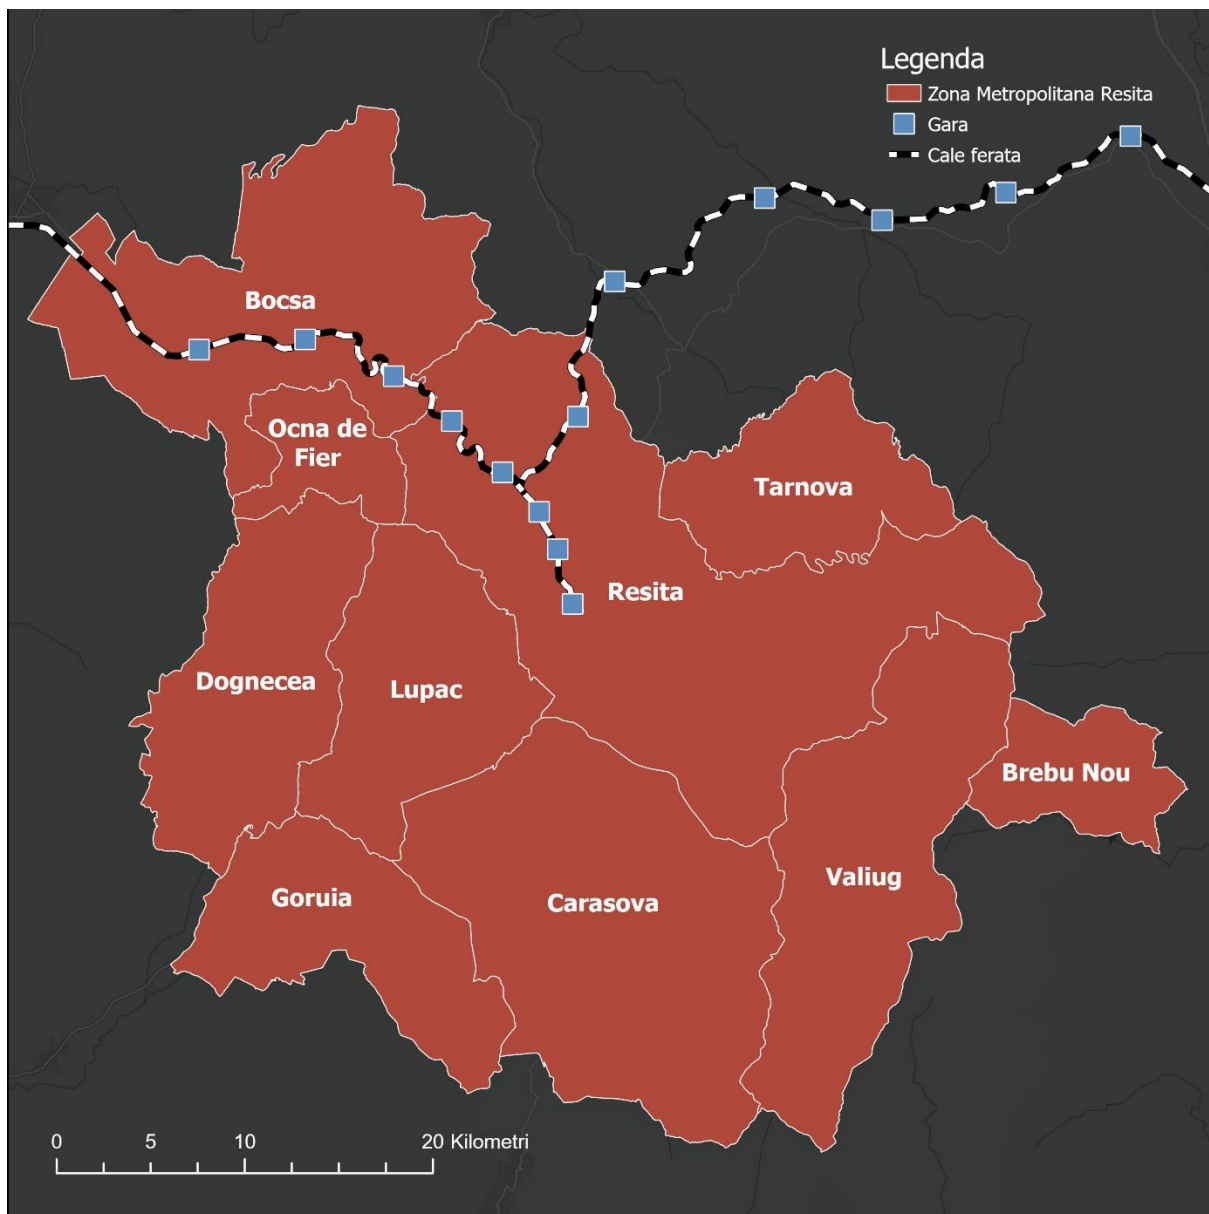 Legenda
Zona Metropolitana Resita
Gara
Cale ferata
Bocsa
Ocna de
Fier
Tarnova
Resita
Dognecea
Lupac
Brebu Nou
Valiug
Goruia
Carasova
0 5 10 20 Kilometri